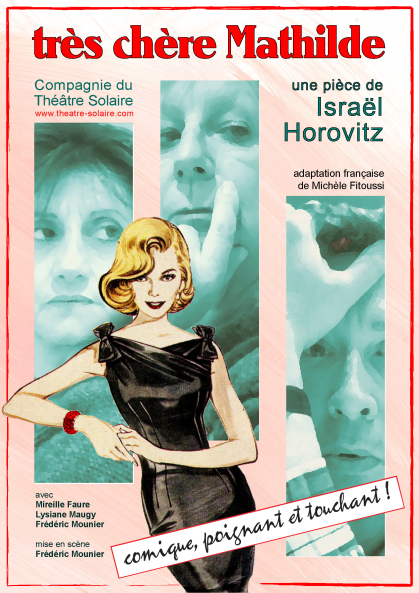 très chère Mathilde
Compagnie du
Théâtre Solaire
www.theatre-solaire.com
une pièce de
Israël
Horovitz
adaptation française
de Michèle Fitoussi
avec
Mireille Faure
Lysiane Maugy
Frédéric Mounier
mise en scène
Frédéric Mounier
comique, poignant et touchant !